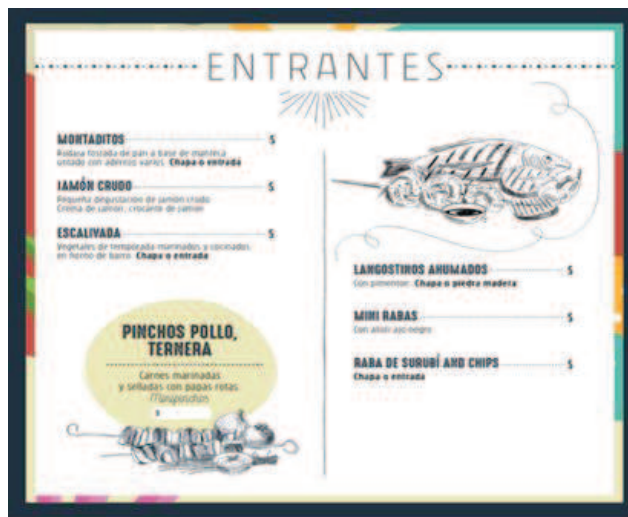 ENTRANTES
MONTADITOS $
Rodaja tostada de pan a base de manteca
untado con aderezos varios. Chapa o entrada
JAMÓN CRUDO $
Pequeña degustación de jamón crudo
Crema de jamón, crocante de jamón
ESCALIVADA $
Vegetales de temporada marinados y cocinados
en horno de barro. Chapa o entrada
PINCHOS POLLO,
TERNERA
Carnes marinadas
y selladas con papas rotas.
$
LANGOSTINOS AHUMADOS $
Con pimentón. Chapa o piedra madera
MINI RABAS $
Con alioli ajo negro
RABA DE SURUBÍ AND CHIPS $
Chapa o entrada